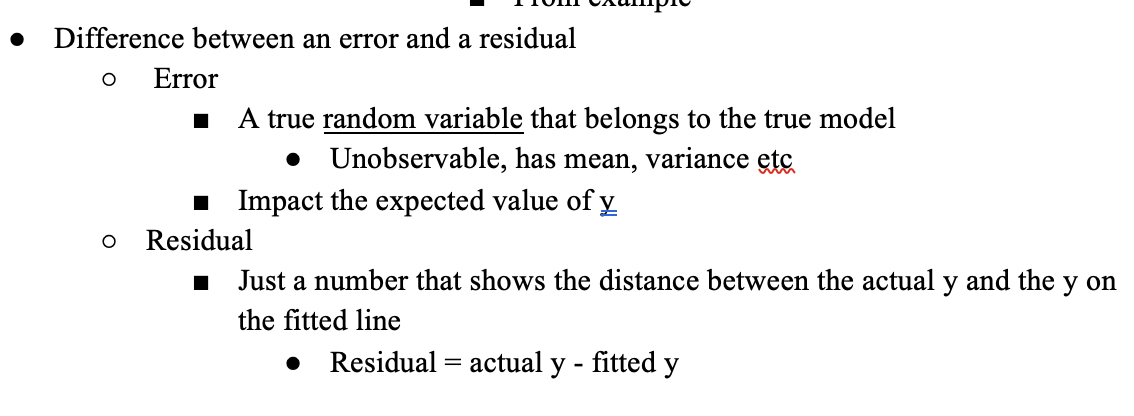 From example
Difference between an error and a residual
Error
A true random variable that belongs to the true model
Unobservable, has mean, variance etc
Impact the expected value of y
Residual
Just a number that shows the distance between the actual y and the y on
the fitted line
Residual = actual y - fitted y